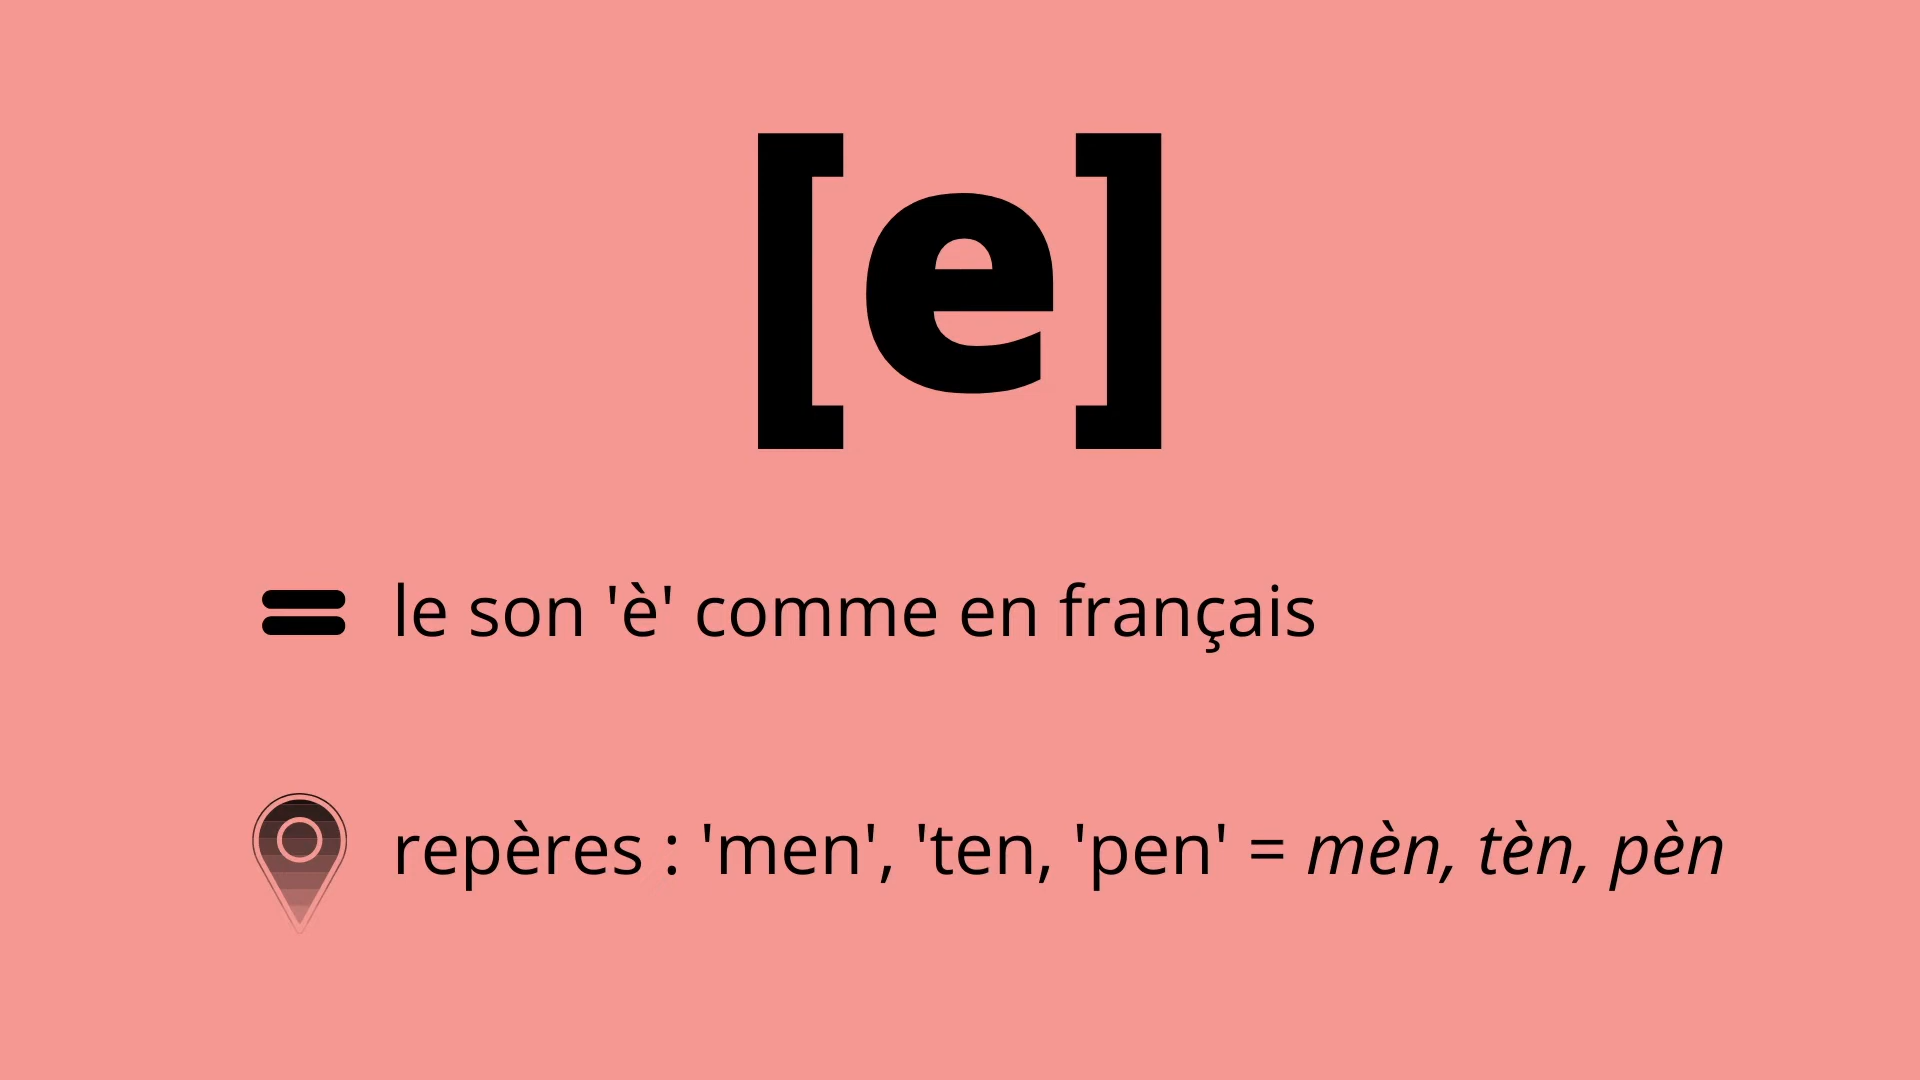 [e]
= le son 'è' comme en français
repères : 'men', 'ten, 'pen' = mèn, tèn, pèn